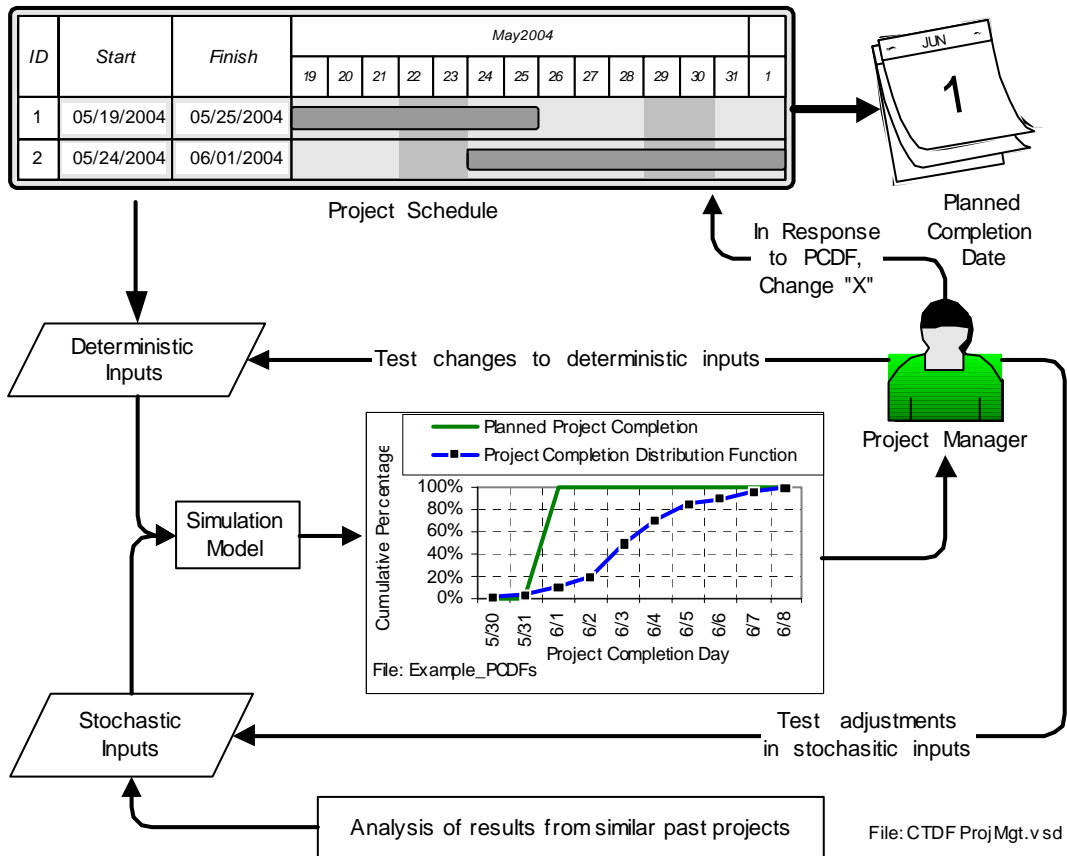 ID Start Finish May2004
19 20 21 22 23 24 25 26 27 28 29 30 31 1
1 05/19/2004 05/25/2004
2 05/24/2004 06/01/2004
JUN
1
Project Schedule
Planned
Completion
Date
In Response
to PCDF,
Change "X"
Deterministic
Inputs
Test changes to deterministic inputs
Project Manager
Simulation
Model
Planned Project Completion
Project Completion Distribution Function
Cumulative Percentage
100%
80%
60%
40%
20%
0%
5/30 5/31 6/1 6/2 6/3 6/4 6/5 6/6 6/7 6/8
Project Completion Day
File: Example_PCDFs
Stochastic
Inputs
Test adjustments
in stochasitic inputs
Analysis of results from similar past projects
File: CTDF ProjMgt.vsd